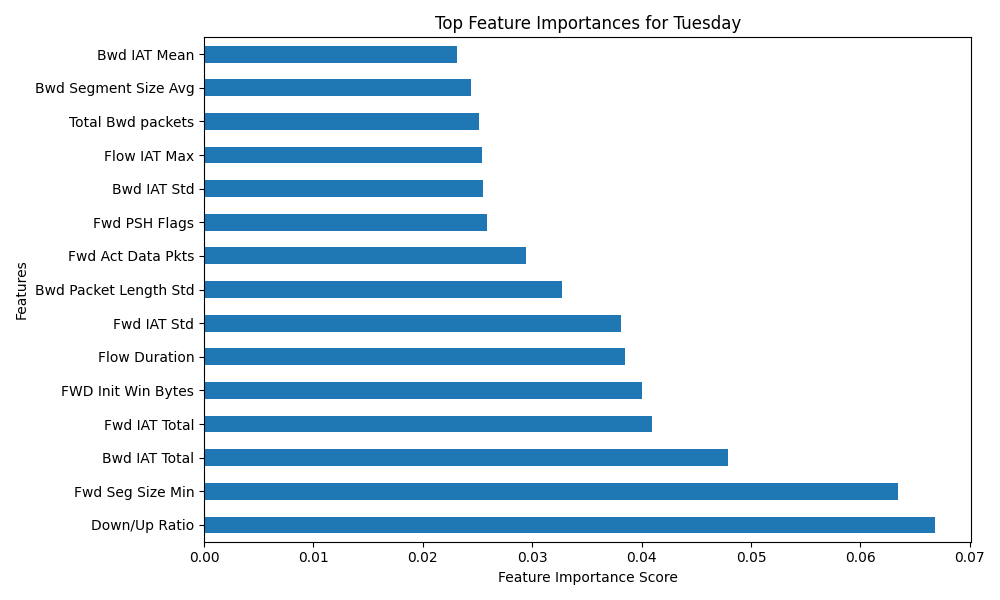 Top Feature Importances for Tuesday
Features
Bwd IAT Mean
Bwd Segment Size Avg
Total Bwd packets
Flow IAT Max
Bwd IAT Std
Fwd PSH Flags
Fwd Act Data Pkts
Bwd Packet Length Std
Fwd IAT Std
Flow Duration
FWD Init Win Bytes
Fwd IAT Total
Bwd IAT Total
Fwd Seg Size Min
Down/Up Ratio
0.00 0.01 0.02 0.03 0.04 0.05 0.06 0.07
Feature Importance Score